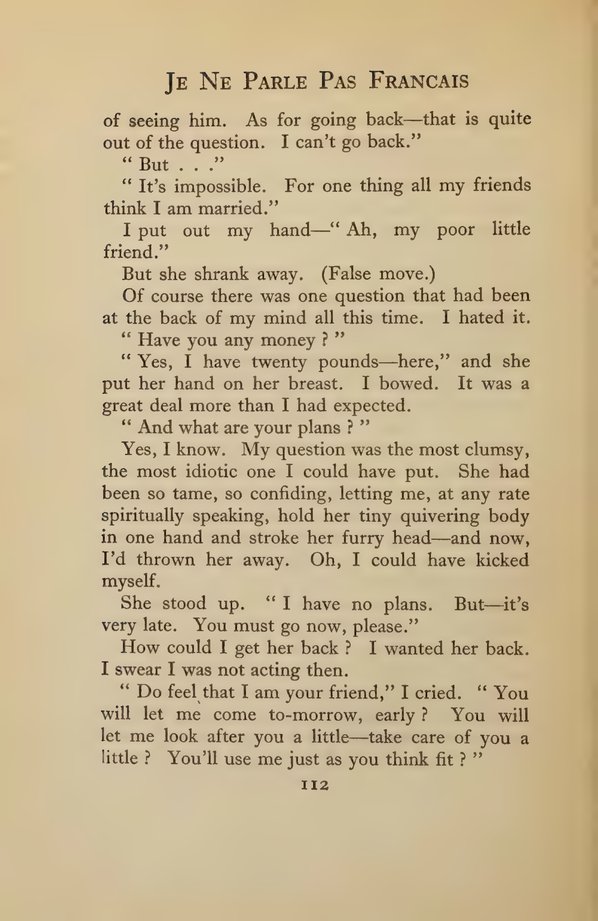 Je Ne Parle Pas Francais
of seeing him. As for going back—that is quite
out of the question. I can't go back."
" But . . ."
" It's impossible. For one thing all my friends
think I am married."
I put out my hand—" Ah, my poor little
friend."
But she shrank away. (False move.)
Of course there was one question that had been
at the back of my mind all this time. I hated it.
" Have you any money ? "
" Yes, I have twenty pounds—here," and she
put her hand on her breast. I bowed. It was a
great deal more than I had expected.
" And what are your plans ? "
Yes, I know. My question was the most clumsy,
the most idiotic one I could have put. She had
been so tame, so confiding, letting me, at any rate
spiritually speaking, hold her tiny quivering body
in one hand and stroke her furry head—and now,
I'd thrown her away. Oh, I could have kicked
myself.
She stood up. " I have no plans. But—it's
very late. You must go now, please."
How could I get her back ? I wanted her back.
I swear I was not acting then.
" Do feel that I am your friend," I cried. " You
will let me come to-morrow, early ? You will
let me look after you a little—take care of you a
little ? You'll use me just as you think fit ? "
112